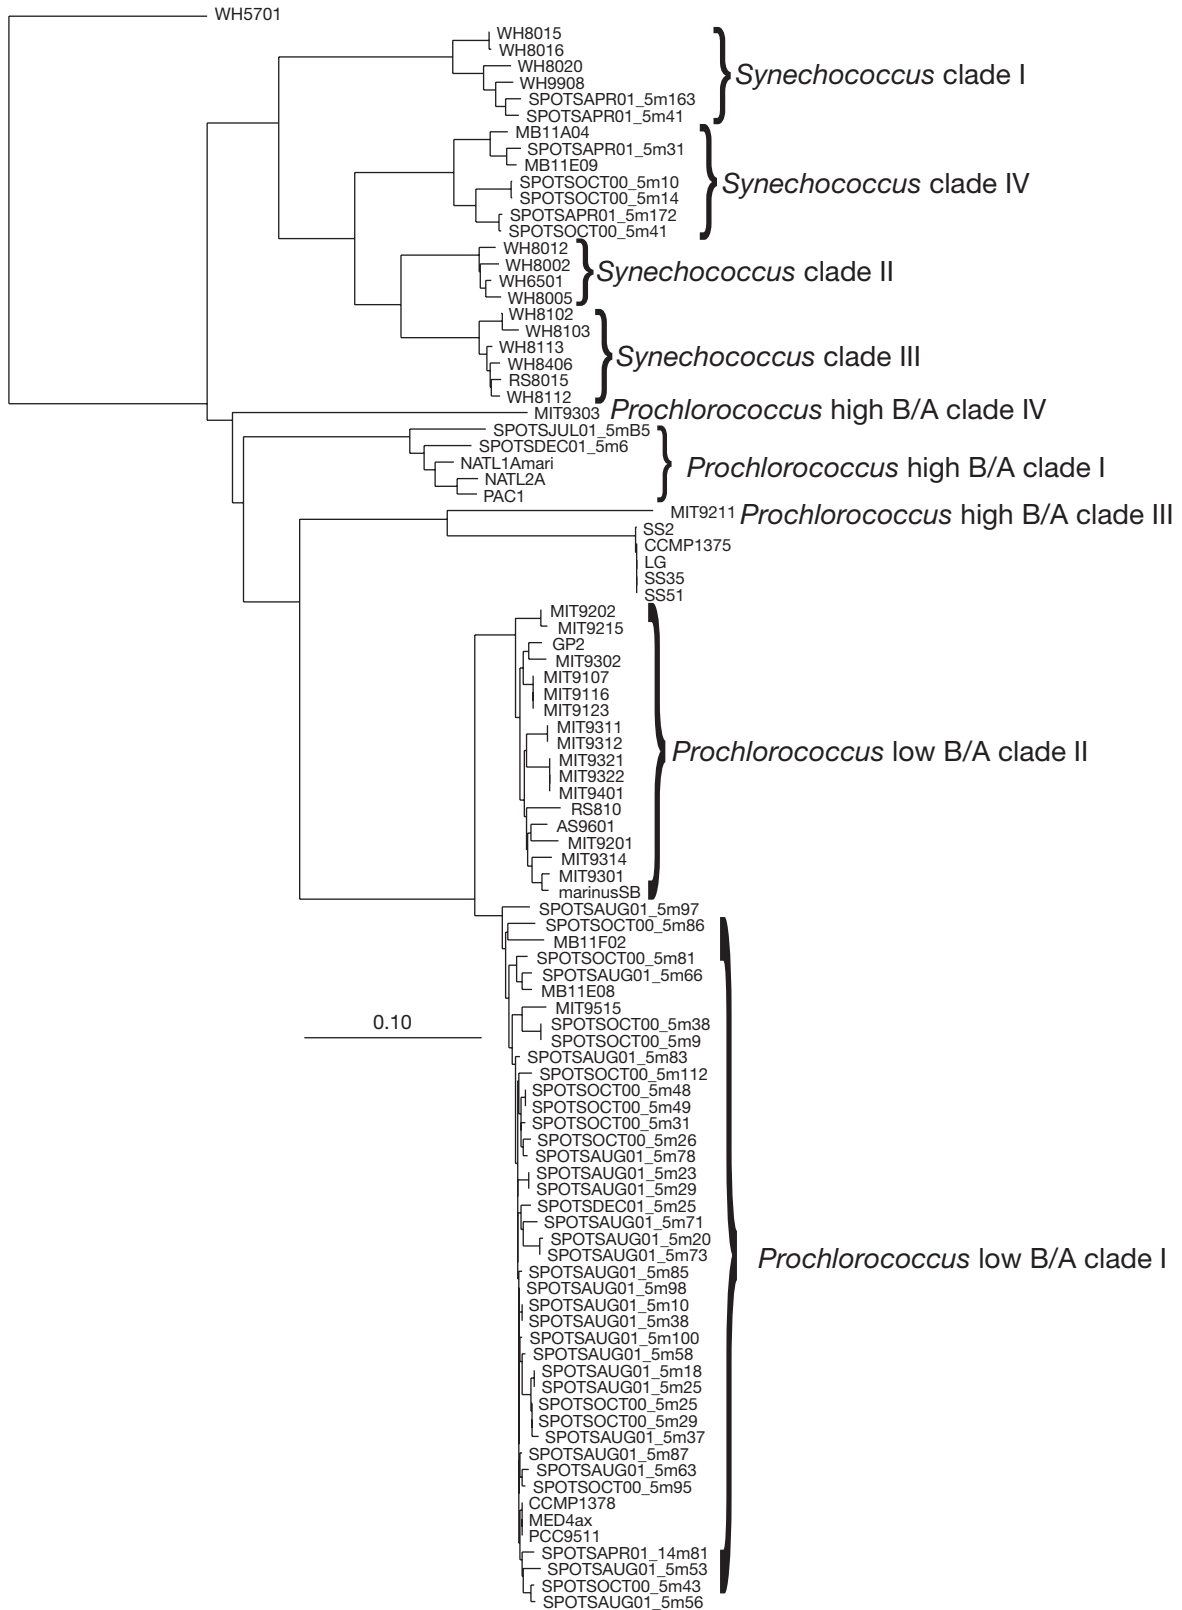 WH5701
WH8015
WH8016
WH8020
WH9908
SPOTSAPR01_5m163
SPOTSAPR01_5m41
Synechococcus clade I
MB11A04
SPOTSAPR01_5m31
MB11E09
SPOTSOCT00_5m10
SPOTSOCT00_5m14
SPOTSAPR01_5m172
SPOTSOCT00_5m41
Synechococcus clade IV
WH8012
WH8002
WH6501
WH8005
Synechococcus clade II
WH8102
WH8103
WH8113
WH8406
RS8015
WH8112
Synechococcus clade III
MIT9303 Prochlorococcus high B/A clade IV
SPOTSJUL01_5mB5
SPOTSDEC01_5m6
NATL1Amari
NATL2A
PAC1
Prochlorococcus high B/A clade I
MIT9211 Prochlorococcus high B/A clade III
SS2
CCMP1375
LG
SS35
SS51
MIT9202
MIT9215
GP2
MIT9302
MIT9107
MIT9116
MIT9123
MIT9311
MIT9312
MIT9321
MIT9322
MIT9401
RS810
AS9601
MIT9201
MIT9314
MIT9301
marinusSB
Prochlorococcus low B/A clade II
SPOTSAUG01_5m97
SPOTSOCT00_5m86
MB11F02
SPOTSOCT00_5m81
SPOTSAUG01_5m66
MB11E08
MIT9515
0.10
SPOTSOCT00_5m38
SPOTSOCT00_5m9
SPOTSAUG01_5m83
SPOTSOCT00_5m112
SPOTSOCT00_5m48
SPOTSOCT00_5m49
SPOTSOCT00_5m31
SPOTSOCT00_5m26
SPOTSAUG01_5m78
SPOTSAUG01_5m23
SPOTSAUG01_5m29
SPOTSDEC01_5m25
SPOTSAUG01_5m71
SPOTSAUG01_5m20
SPOTSAUG01_5m73
SPOTSAUG01_5m85
SPOTSAUG01_5m98
SPOTSAUG01_5m10
SPOTSAUG01_5m38
SPOTSAUG01_5m100
SPOTSAUG01_5m58
SPOTSAUG01_5m18
SPOTSAUG01_5m25
SPOTSOCT00_5m25
SPOTSOCT00_5m29
SPOTSAUG01_5m37
SPOTSAUG01_5m87
SPOTSAUG01_5m63
SPOTSOCT00_5m95
CCMP1378
MED4ax
PCC9511
SPOTSAPR01_14m81
SPOTSAUG01_5m53
SPOTSOCT00_5m43
SPOTSAUG01_5m56
Prochlorococcus low B/A clade I